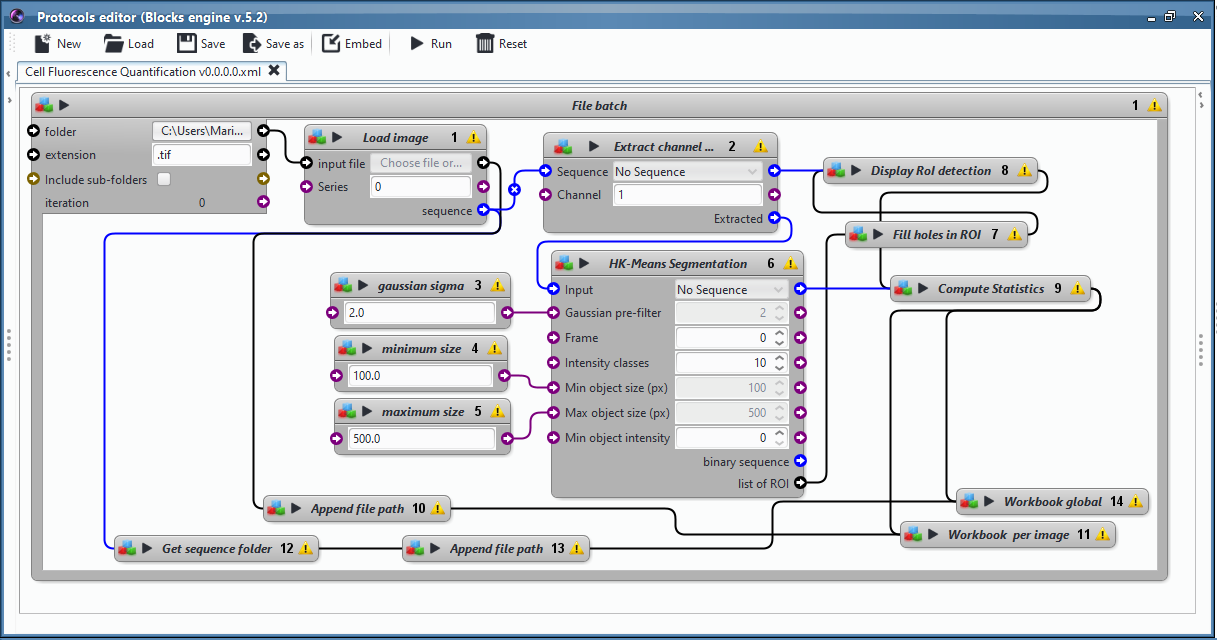 Protocols editor (Blocks engine v.5.2)
New Load Save Save as Embed Run Reset
Cell Fluorescence Quantification v0.0.0.0.xml
File batch 1
folder C:\Users\Mari...
extension .tif
Include sub-folders
iteration 0
Load image 1
input file Choose file or...
Series 0
sequence
Extract channel ... 2
Sequence No Sequence
Channel 1
Extracted
Display RoI detection 8
Fill holes in ROI 7
HK-Means Segmentation 6
Input No Sequence
Gaussian pre-filter 2
Frame 0
Intensity classes 10
Min object size (px) 100
Max object size (px) 500
Min object intensity 0
binary sequence
list of ROI
Compute Statistics 9
gaussian sigma 3
2.0
minimum size 4
100.0
maximum size 5
500.0
Append file path 10
Workbook global 14
Workbook per image 11
Get sequence folder 12
Append file path 13